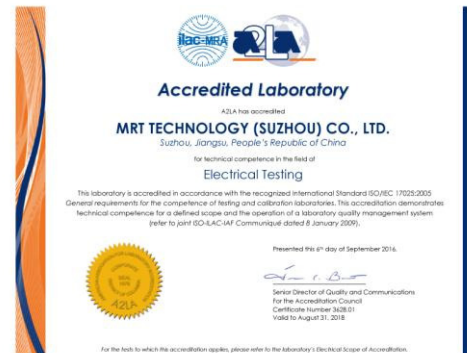 ilac-MRA
A2LA
Accredited Laboratory
A2LA has accredited
MRT TECHNOLOGY (SUZHOU) CO., LTD.
Suzhou, Jiangsu, People's Republic of China
for technical competence in the field of
Electrical Testing
This laboratory is accredited in accordance with the recognized International Standard ISO/IEC 17025:2005
General requirements for the competence of testing and calibration laboratories. This accreditation demonstrates
technical competence for a defined scope and the operation of a laboratory quality management system
(refer to joint ISO-ILAC-IAF Communiqué dated 8 January 2009).
Presented this 6th day of September 2016.
Senior Director of Quality and Communications
For the Accreditation Council
Certificate Number 3628.01
Valid to August 31, 2018
CORPORATE
SEAL
1978
A2LA
For the tests to which this accreditation applies, please refer to the laboratory's Electrical Scope of Accreditation.